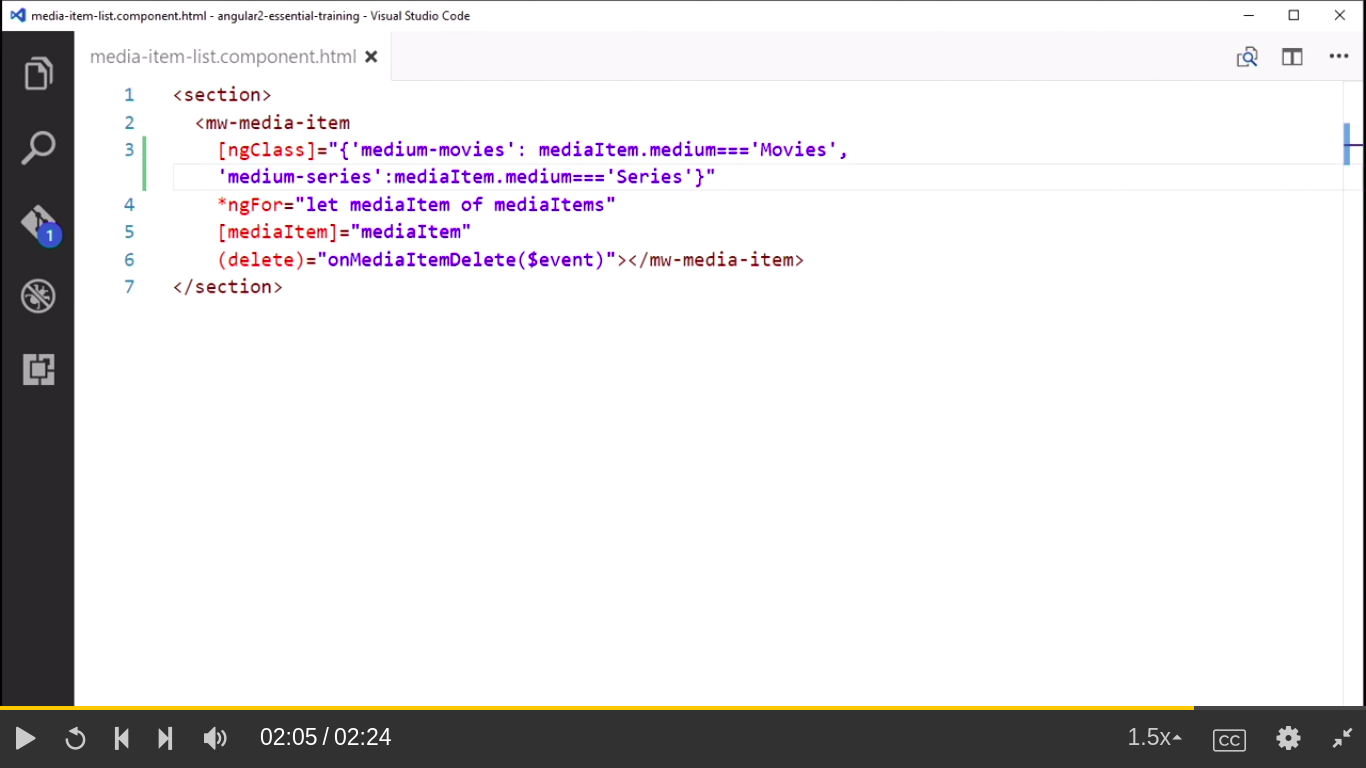 media-item-list.component.html - angular2-essential-training - Visual Studio Code
media-item-list.component.html
1 <section>
2 <mw-media-item
3 [ngClass]="{'medium-movies': mediaItem.medium==='Movies',
'medium-series':mediaItem.medium==='Series'}"
4 *ngFor="let mediaItem of mediaItems"
5 [mediaItem]="mediaItem"
6 (delete)="onMediaItemDelete($event)"></mw-media-item>
7 </section>
1
02:05 / 02:24
1.5x
CC